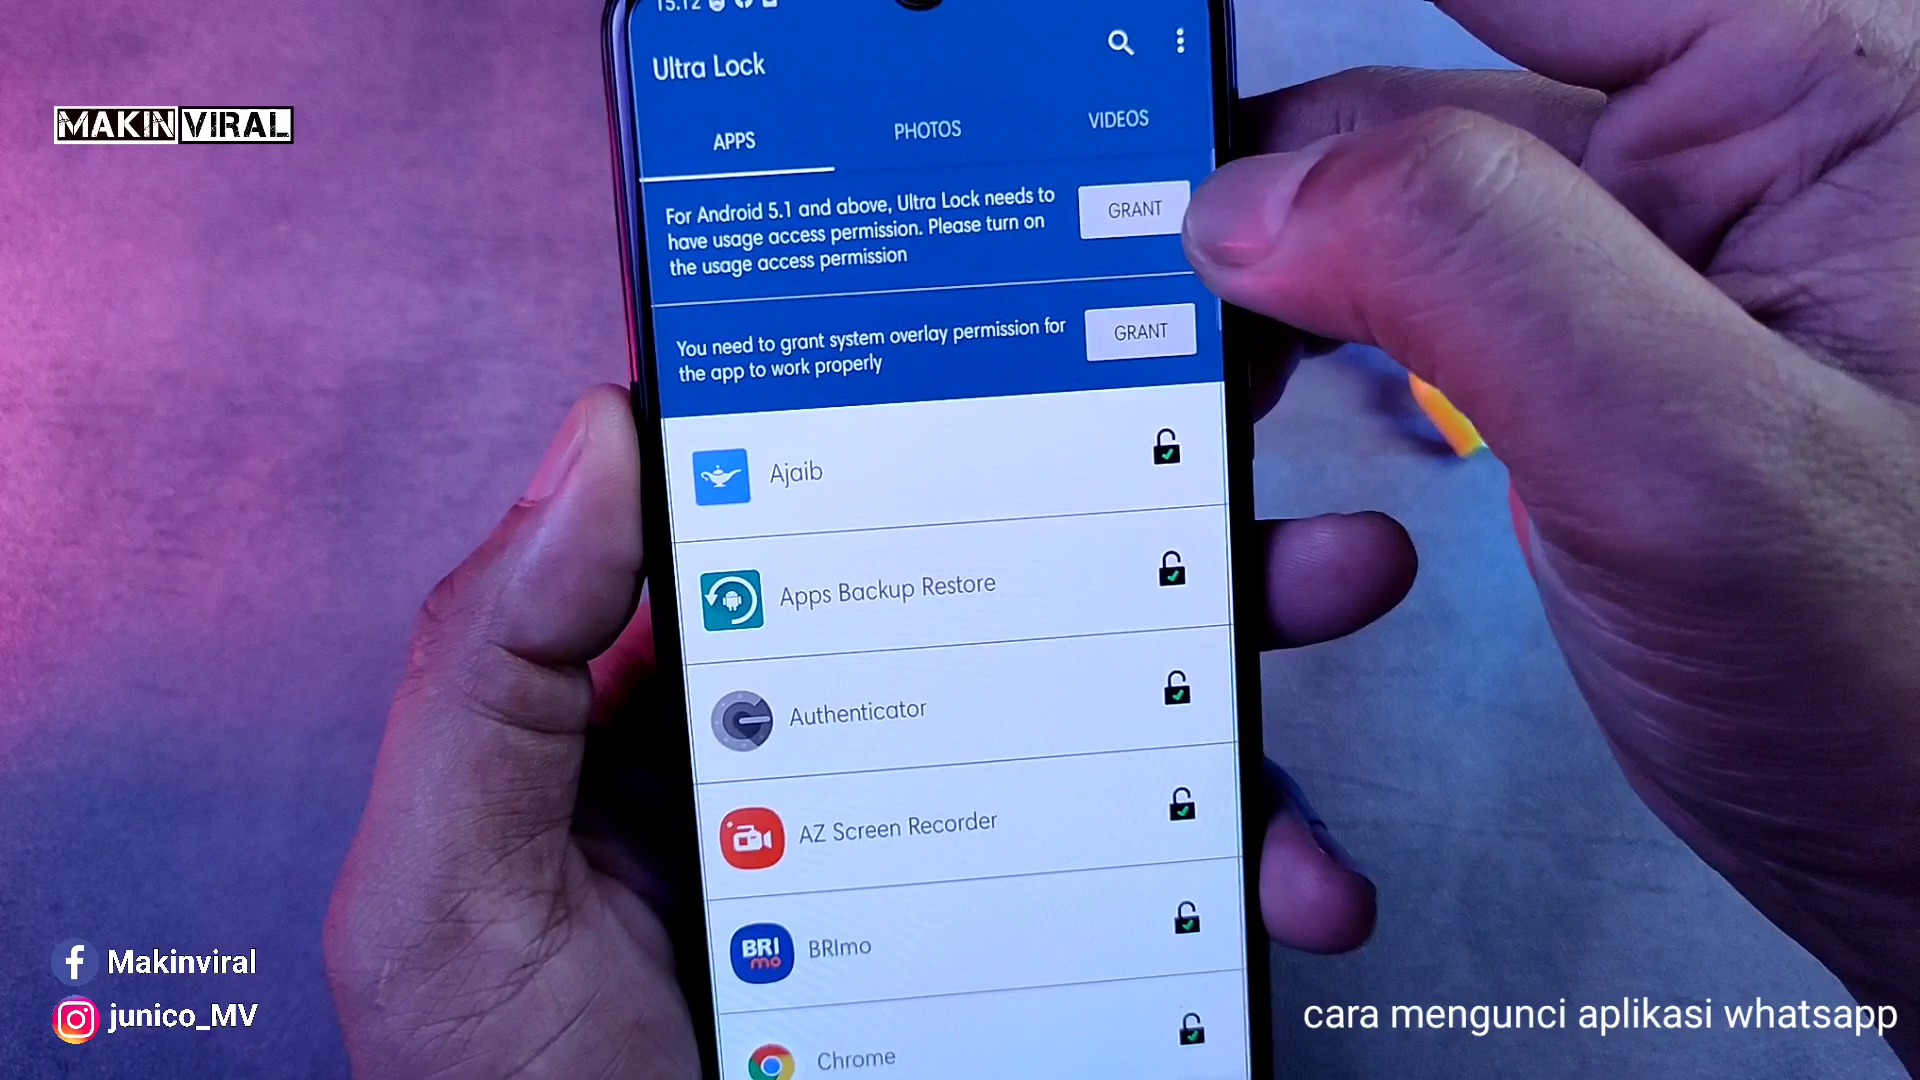 15.12
Ultra Lock
MAKIN VIRAL
APPS
PHOTOS
VIDEOS
For Android 5.1 and above, Ultra Lock needs to
have usage access permission. Please turn on
the usage access permission
GRANT
You need to grant system overlay permission for
the app to work properly
GRANT
Ajaib
Apps Backup Restore
Authenticator
AZ Screen Recorder
BRI
mo
BRImo
Chrome
f Makinviral
junico_MV
cara mengunci aplikasi whatsapp